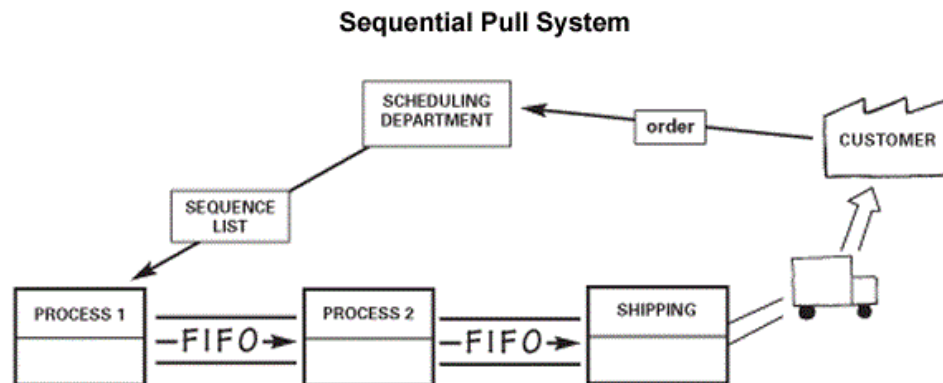 Sequential Pull System
SCHEDULING
DEPARTMENT
order
CUSTOMER
SEQUENCE
LIST
PROCESS 1
FIFO
PROCESS 2
FIFO
SHIPPING